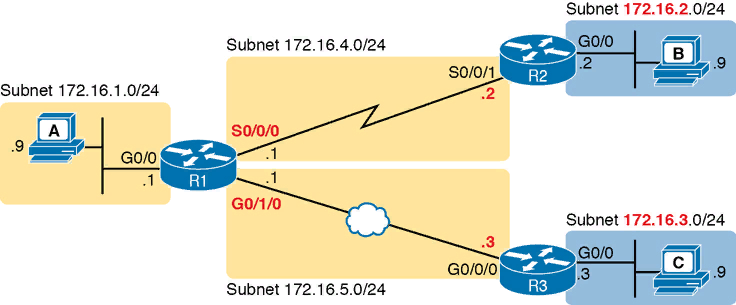 Subnet 172.16.2.0/24
Subnet 172.16.4.0/24
G0/0
B
.2
.9
S0/0/1
R2
.2
Subnet 172.16.1.0/24
A
.9
G0/0
.1
R1
S0/0/0
.1
.1
G0/1/0
Subnet 172.16.3.0/24
.3
G0/0
C
.3
.9
G0/0/0
R3
Subnet 172.16.5.0/24